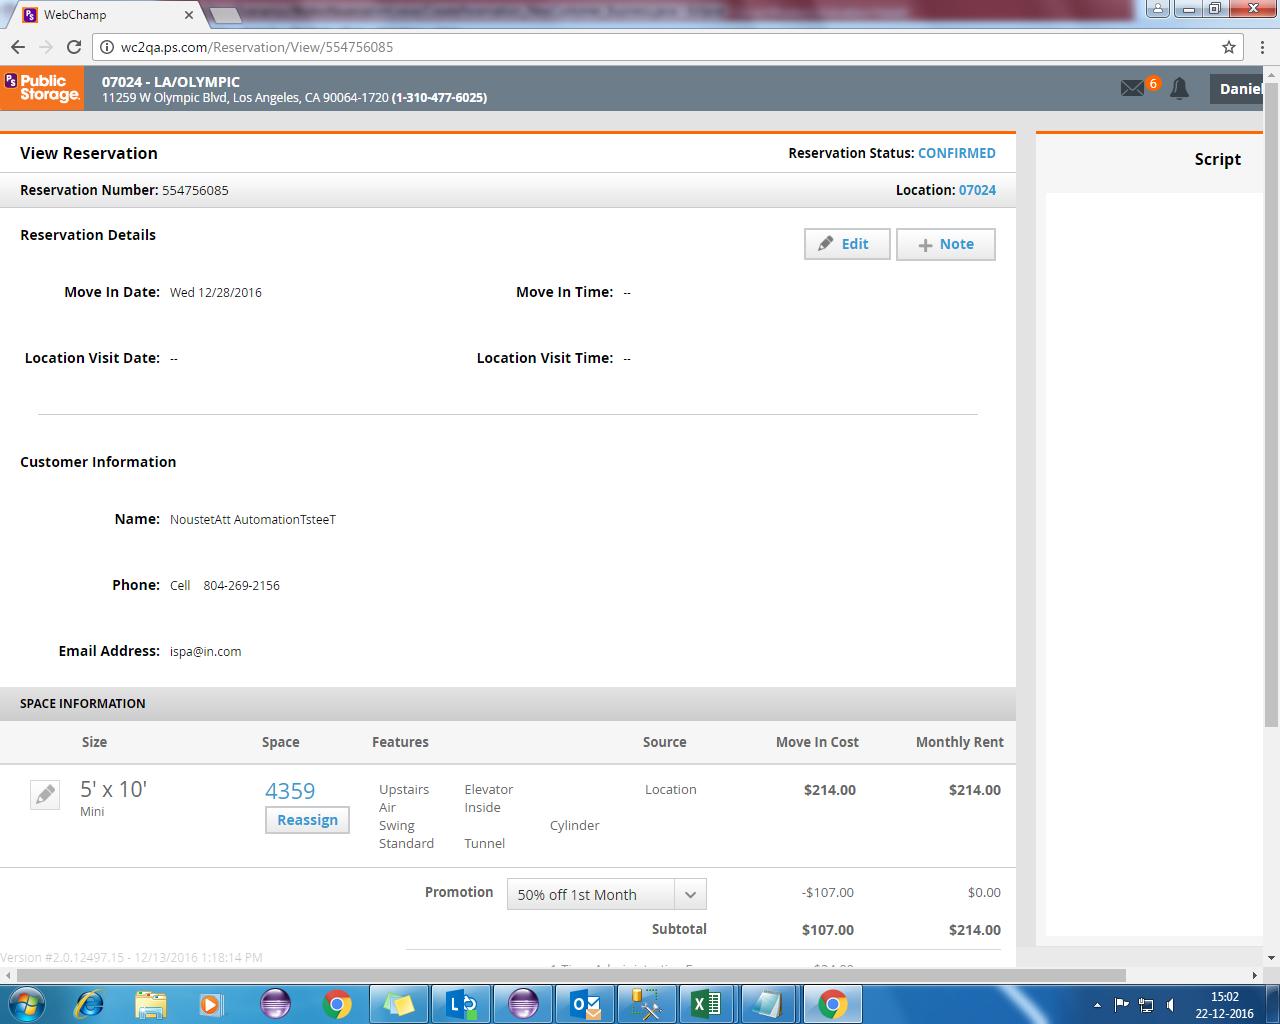 WebChamp
wc2qa.ps.com/Reservation/View/554756085
PS Public Storage.
07024 - LA/OLYMPIC
11259 W Olympic Blvd, Los Angeles, CA 90064-1720 (1-310-477-6025)
6
Daniel
View Reservation
Reservation Status: CONFIRMED
Script
Reservation Number: 554756085
Location: 07024
Reservation Details
Edit
Note
Move In Date: Wed 12/28/2016
Move In Time: --
Location Visit Date: --
Location Visit Time: --
Customer Information
Name: NoustetAtt AutomationTsteeT
Phone: Cell 804-269-2156
Email Address: ispa@in.com
SPACE INFORMATION
Size Space Features Source Move In Cost Monthly Rent
5' x 10' 4359 Upstairs Elevator Location $214.00 $214.00
Mini Air Inside
Reassign Swing Cylinder
Standard Tunnel
Promotion 50% off 1st Month -$107.00 $0.00
Subtotal $107.00 $214.00
Version #2.0.12497.15 - 12/13/2016 1:18:14 PM
15:02
22-12-2016